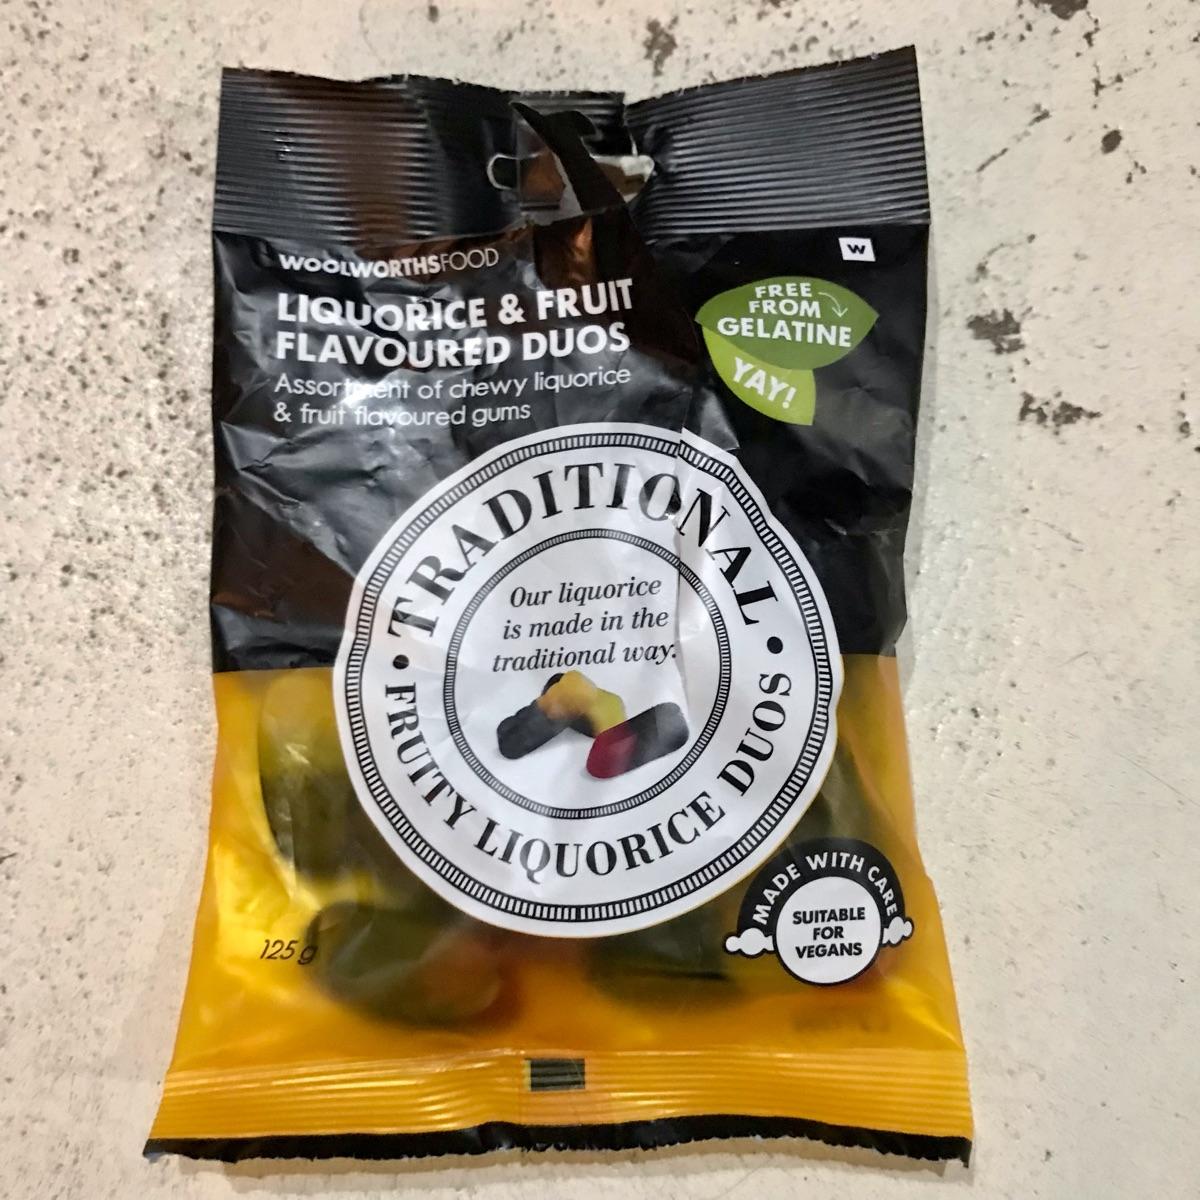 WOOLWORTHSFOOD
LIQUORICE & FRUIT
FLAVOURED DUOS
Assortment of chewy liquorice
& fruit flavoured gums
W
FREE
FROM
GELATINE
YAY!
TRADITIONAL
Our liquorice
is made in the
traditional way.
• FRUITY LIQUORICE DUOS •
MADE WITH CARE
SUITABLE
FOR
VEGANS
125 g